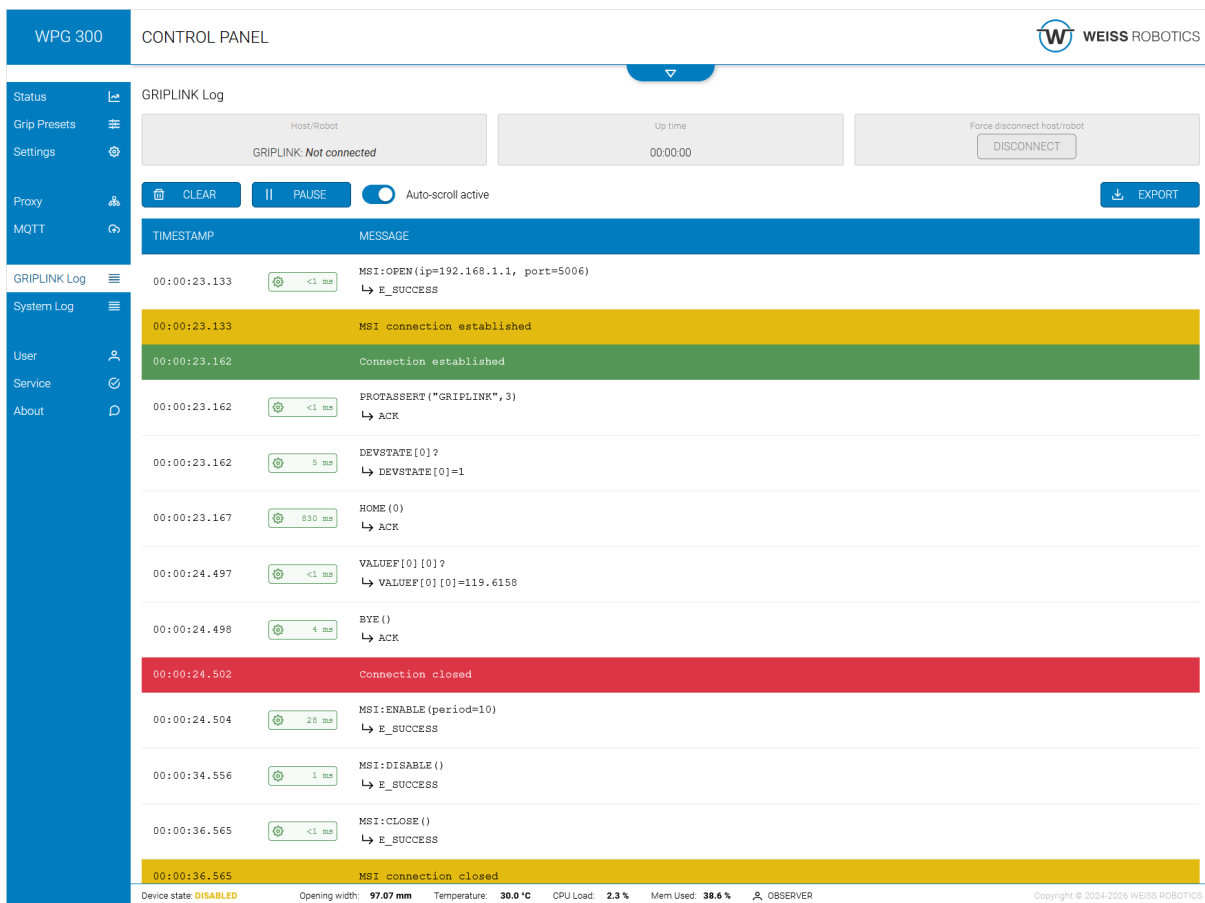 WPG 300
CONTROL PANEL
WEISS ROBOTICS
Status
Grip Presets
Settings
Proxy
MQTT
GRIPLINK Log
System Log
User
Service
About
GRIPLINK Log
Host/Robot
GRIPLINK: Not connected
Up time
00:00:00
Force disconnect host/robot
DISCONNECT
CLEAR
PAUSE
Auto-scroll active
EXPORT
TIMESTAMP MESSAGE
00:00:23.133 <1 ms MSI:OPEN(ip=192.168.1.1, port=5006)
↳ E_SUCCESS
00:00:23.133 MSI connection established
00:00:23.162 Connection established
00:00:23.162 <1 ms PROTASSERT("GRIPLINK",3)
↳ ACK
00:00:23.162 5 ms DEVSTATE[0]?
↳ DEVSTATE[0]=1
00:00:23.167 830 ms HOME(0)
↳ ACK
00:00:24.497 <1 ms VALUEF[0][0]?
↳ VALUEF[0][0]=119.6158
00:00:24.498 4 ms BYE()
↳ ACK
00:00:24.502 Connection closed
00:00:24.504 28 ms MSI:ENABLE(period=10)
↳ E_SUCCESS
00:00:34.556 1 ms MSI:DISABLE()
↳ E_SUCCESS
00:00:36.565 <1 ms MSI:CLOSE()
↳ E_SUCCESS
00:00:36.565 MSI connection closed
Device state: DISABLED Opening width: 97.07 mm Temperature: 30.0 °C CPU Load: 2.3 % Mem Used: 38.6 % OBSERVER Copyright © 2024-2026 WEISS ROBOTICS